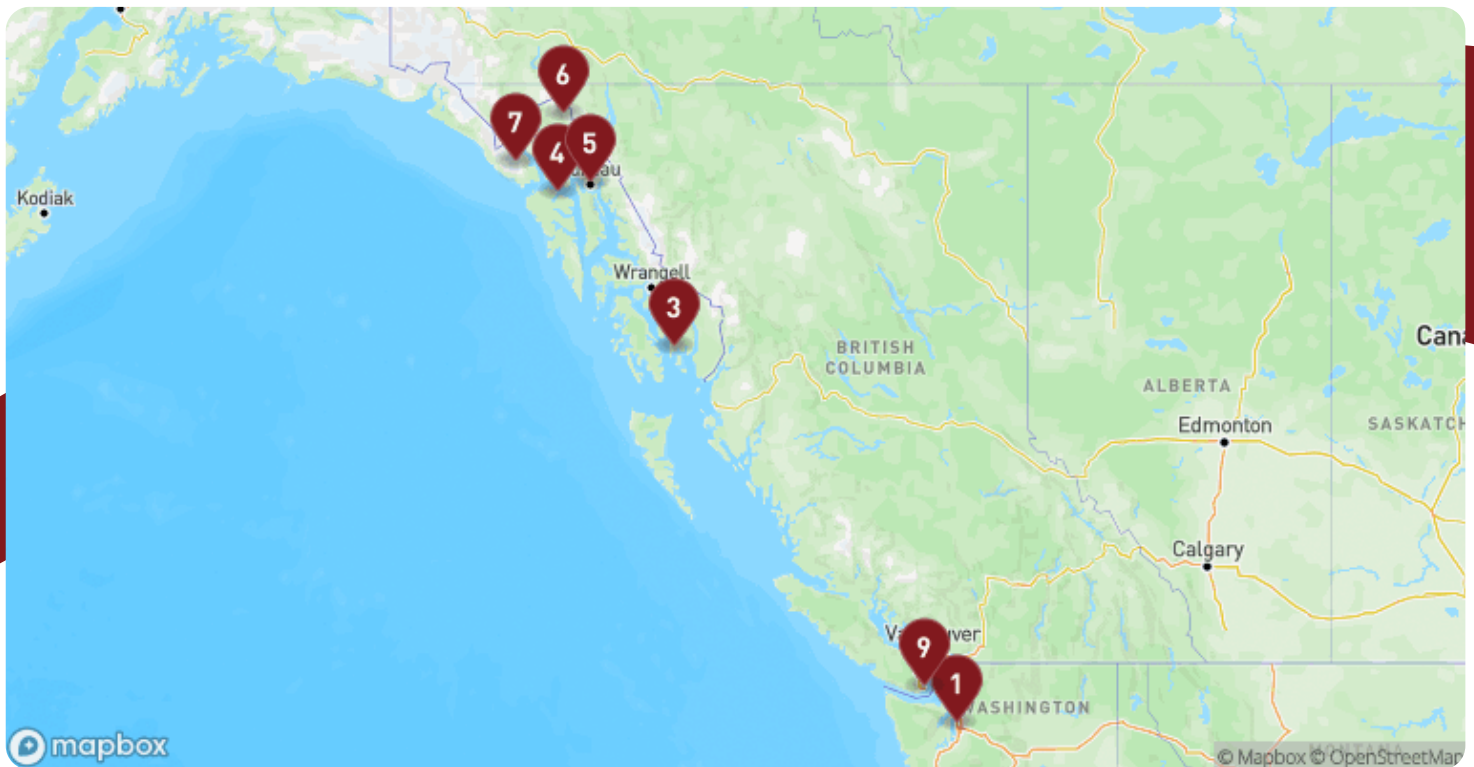 6
7
4
5
Kodiak
Wrangell
3
BRITISH
COLUMBIA
Cana
ALBERTA
Edmonton
SASKATCH
Calgary
9
1
WASHINGTON
MONTANA
mapbox
© Mapbox © OpenStreetMap